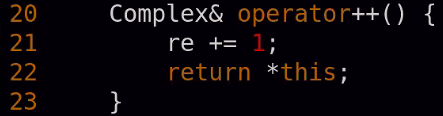 20     Complex& operator++() {
21         re += 1;
22         return *this;
23     }